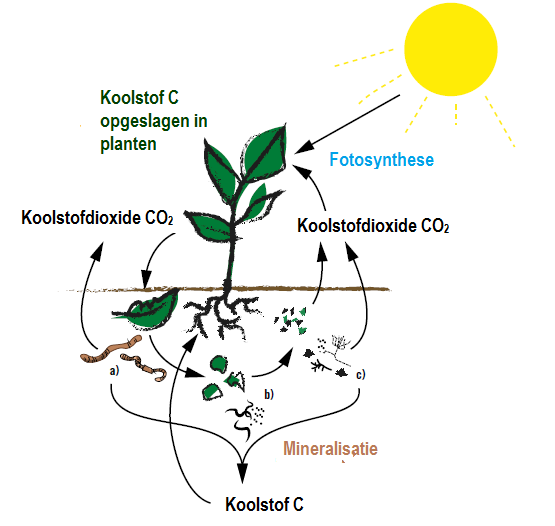 Koolstof C
opgeslagen in
planten
Fotosynthese
Koolstofdioxide CO₂
Koolstofdioxide CO₂
a)
b)
c)
Mineralisatie
Koolstof C